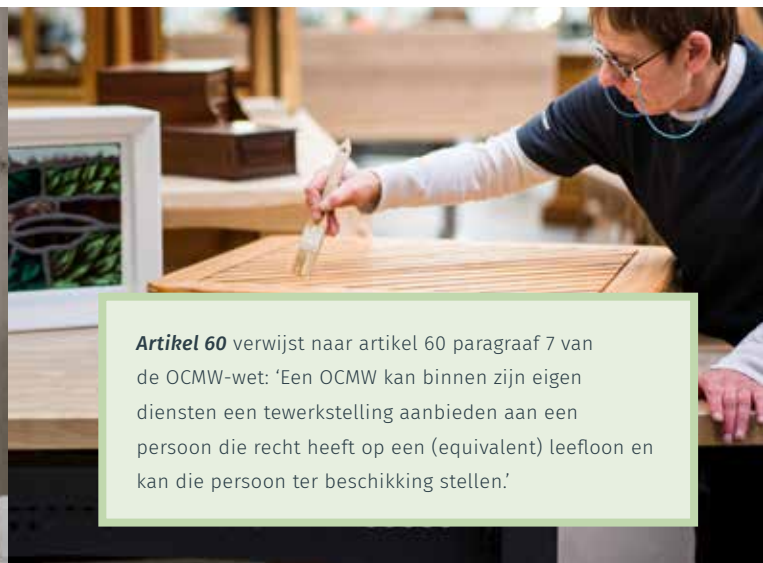 Artikel 60 verwijst naar artikel 60 paragraaf 7 van
de OCMW-wet: ‘Een OCMW kan binnen zijn eigen
diensten een tewerkstelling aanbieden aan een
persoon die recht heeft op een (equivalent) leefloon en
kan die persoon ter beschikking stellen.’